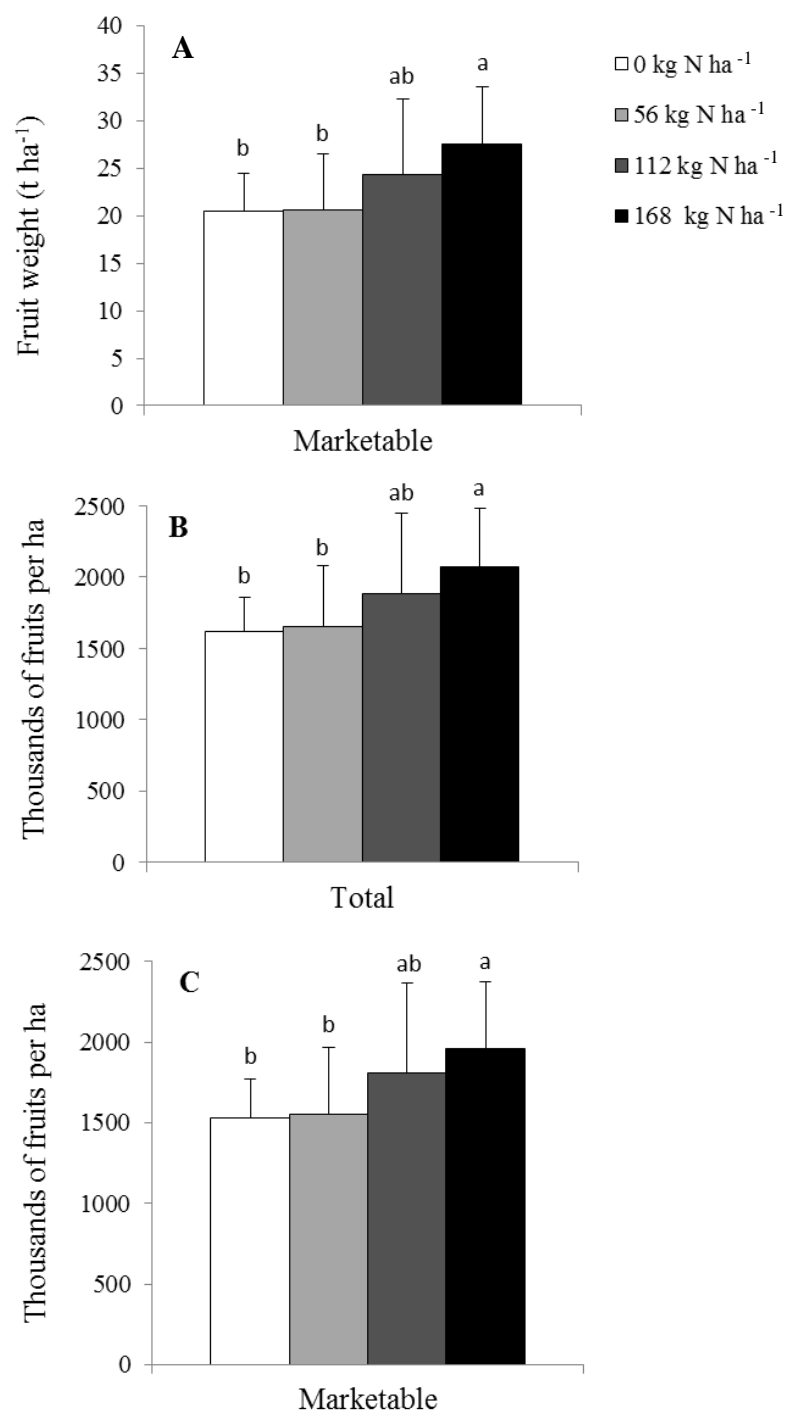 A
Fruit weight (t ha-1)
40
35
30
25
20
15
10
5
0
b
b
ab
a
Marketable
0 kg N ha -1
56 kg N ha -1
112 kg N ha -1
168 kg N ha -1
B
Thousands of fruits per ha
2500
2000
1500
1000
500
0
b
b
ab
a
Total
C
Thousands of fruits per ha
2500
2000
1500
1000
500
0
b
b
ab
a
Marketable